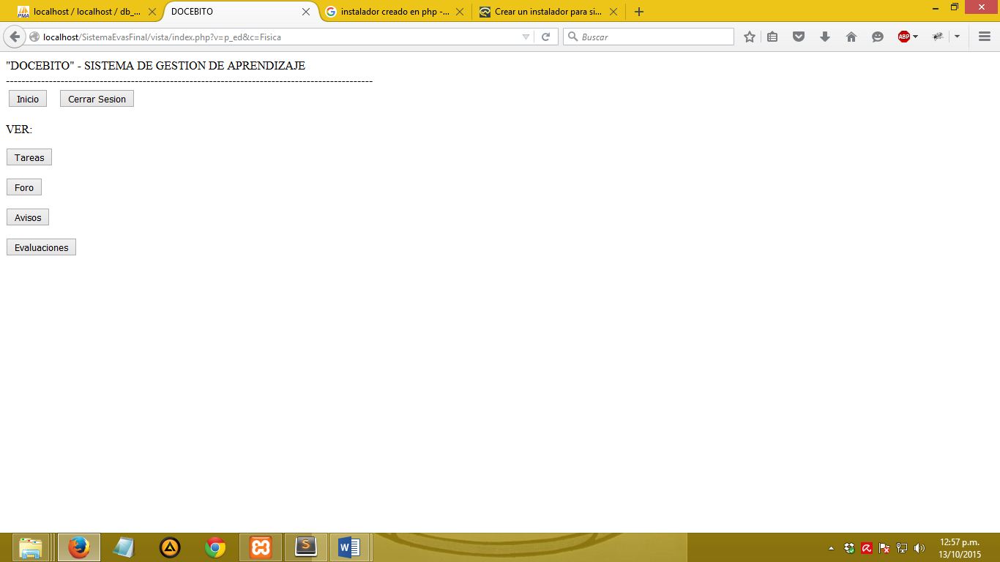 localhost / localhost / db_...
DOCEBITO
instalador creado en php -...
Crear un instalador para si...
localhost/SistemaEvasFinal/vista/index.php?v=p_ed&c=Fisica
Buscar
ABP
"DOCEBITO" - SISTEMA DE GESTION DE APRENDIZAJE
----------------------------------------------------------------------------------------------
Inicio Cerrar Sesion
VER:
Tareas
Foro
Avisos
Evaluaciones
12:57 p.m.
13/10/2015